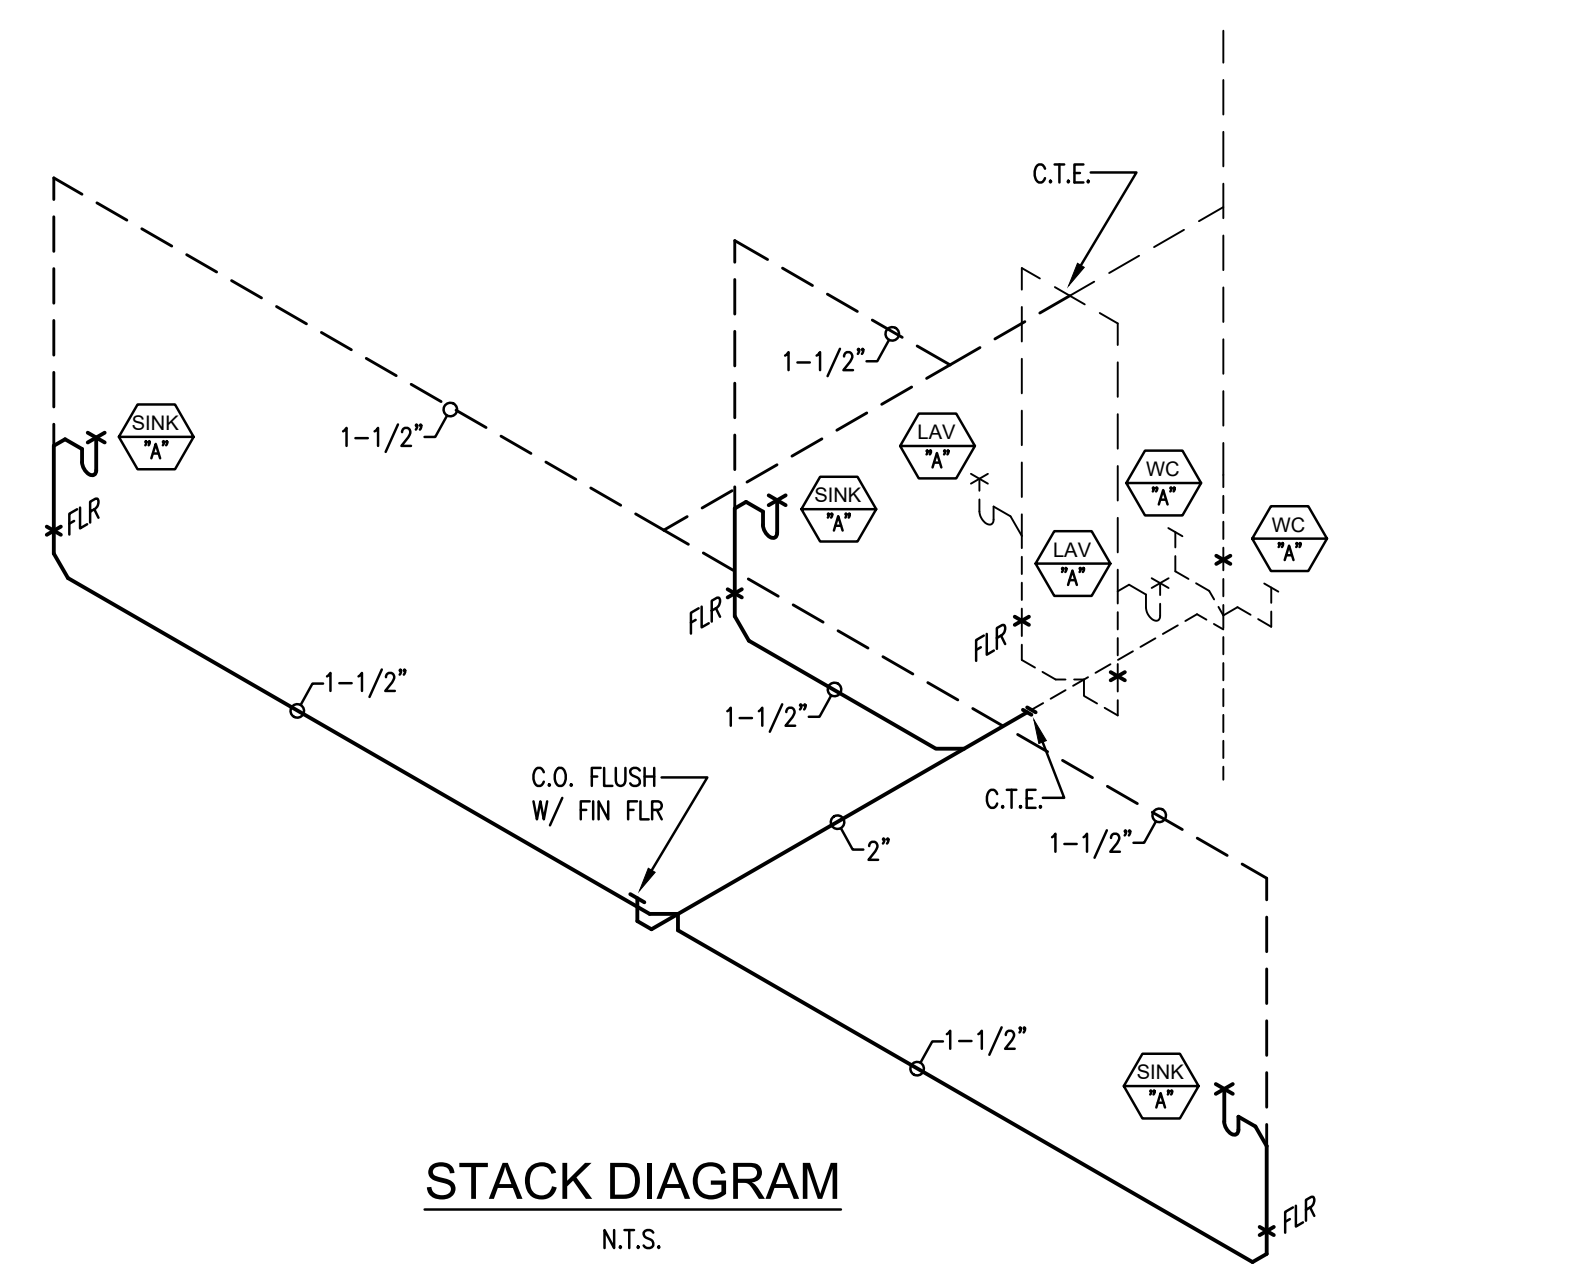 C.T.E.
1-1/2"
1-1/2"
SINK
"A"
LAV
"A"
WC
"A"
SINK
"A"
FLR
WC
"A"
LAV
"A"
FLR
FLR
1-1/2"
1-1/2"
C.O. FLUSH
W/ FIN FLR
C.T.E.
2"
1-1/2"
1-1/2"
SINK
"A"
FLR
STACK DIAGRAM
N.T.S.